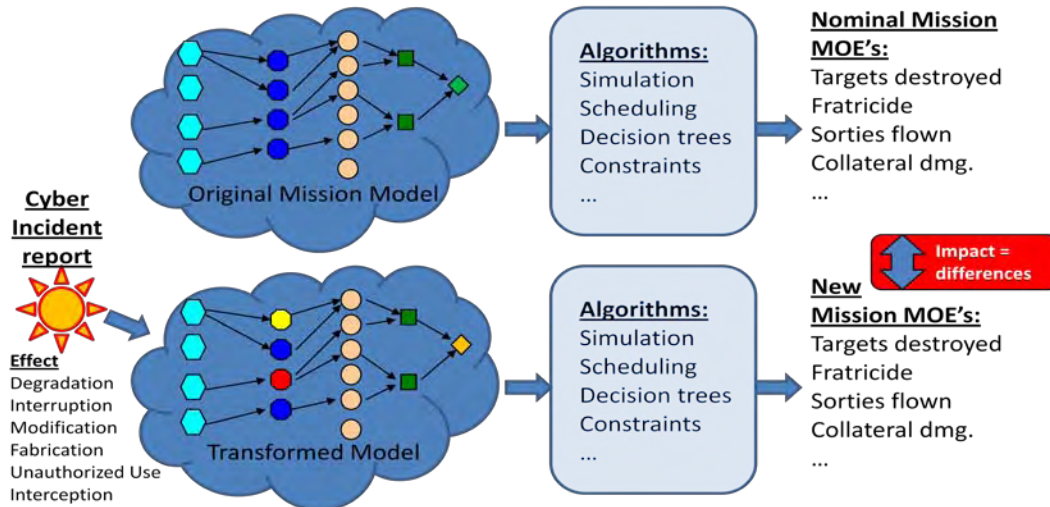 Original Mission Model
Algorithms:
Simulation
Scheduling
Decision trees
Constraints
...
Nominal Mission
MOE's:
Targets destroyed
Fratricide
Sorties flown
Collateral dmg.
...
Cyber
Incident
report
Effect
Degradation
Interruption
Modification
Fabrication
Unauthorized Use
Interception
Transformed Model
Algorithms:
Simulation
Scheduling
Decision trees
Constraints
...
Impact =
differences
New
Mission MOE's:
Targets destroyed
Fratricide
Sorties flown
Collateral dmg.
...